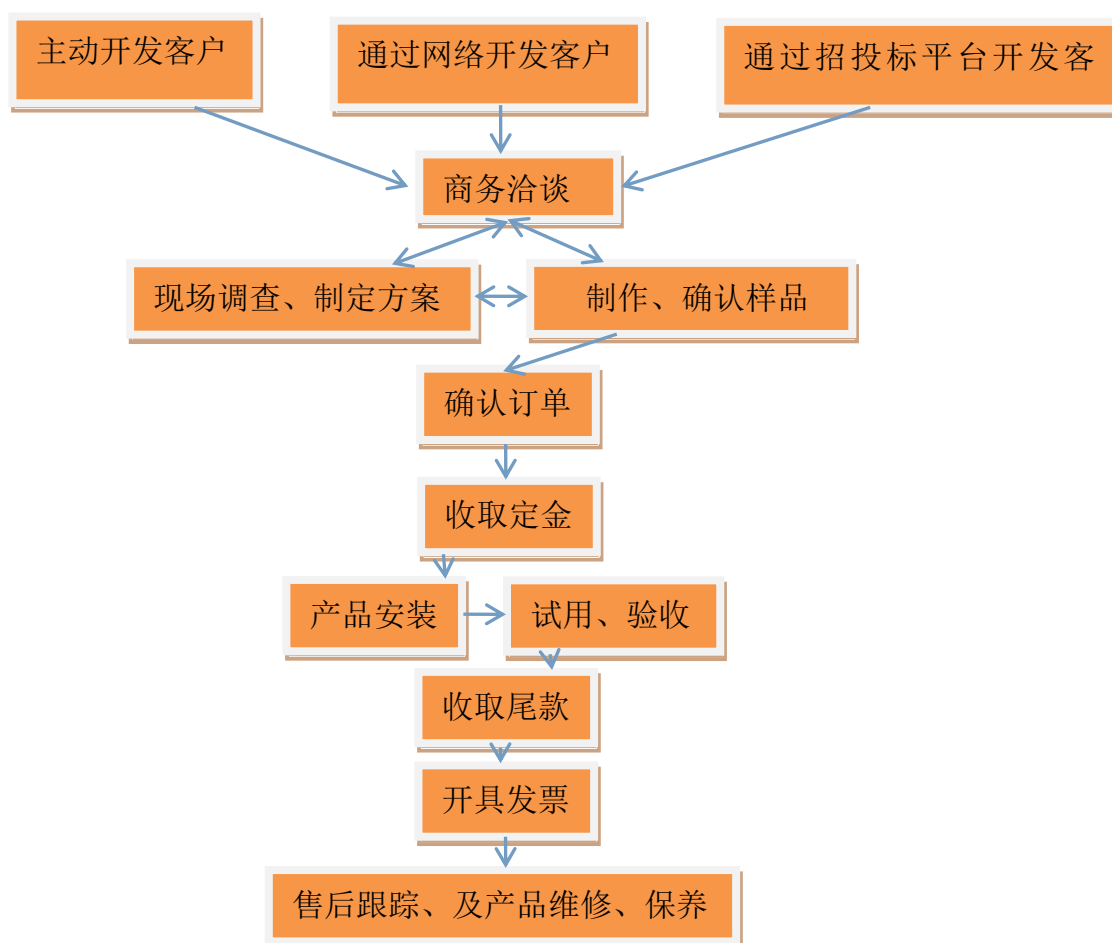 主动开发客户
通过网络开发客户
通过招投标平台开发客
商务洽谈
现场调查、制定方案
制作、确认样品
确认订单
收取定金
产品安装
试用、验收
收取尾款
开具发票
售后跟踪、及产品维修、保养